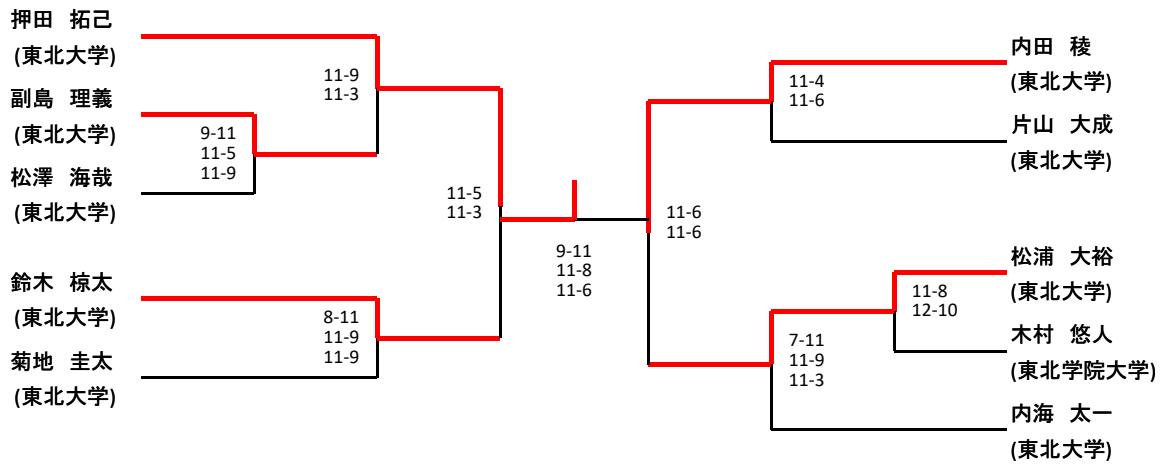 押田 拓己
(東北大学)
副島 理義
(東北大学)
松澤 海哉
(東北大学)
鈴木 椋太
(東北大学)
菊地 圭太
(東北大学)
9-11
11-5
11-9
11-9
11-3
8-11
11-9
11-9
11-5
11-3
9-11
11-8
11-6
11-6
11-6
11-4
11-6
7-11
11-9
11-3
11-8
12-10
内田 稜
(東北大学)
片山 大成
(東北大学)
松浦 大裕
(東北大学)
木村 悠人
(東北学院大学)
内海 太一
(東北大学)